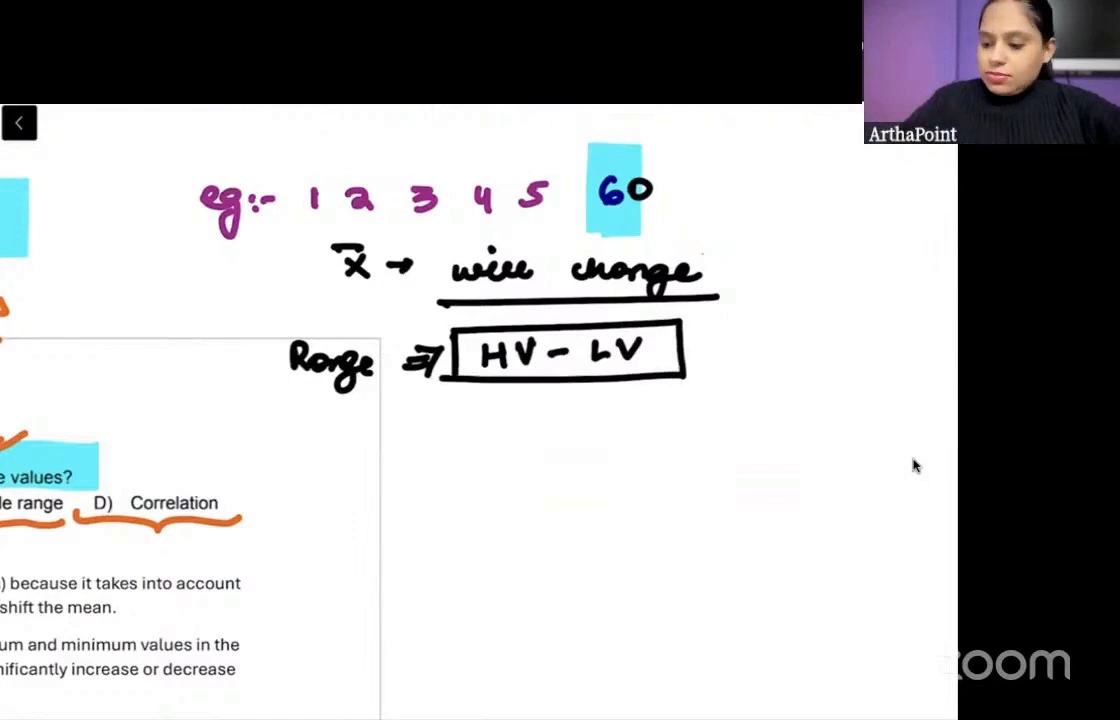 ArthaPoint
eg:- 1 2 3 4 5 60
x̄ → will change
Range ⇒ HV - LV
e values?
le range D) Correlation
) because it takes into account
shift the mean.
um and minimum values in the
nificantly increase or decrease
zoom